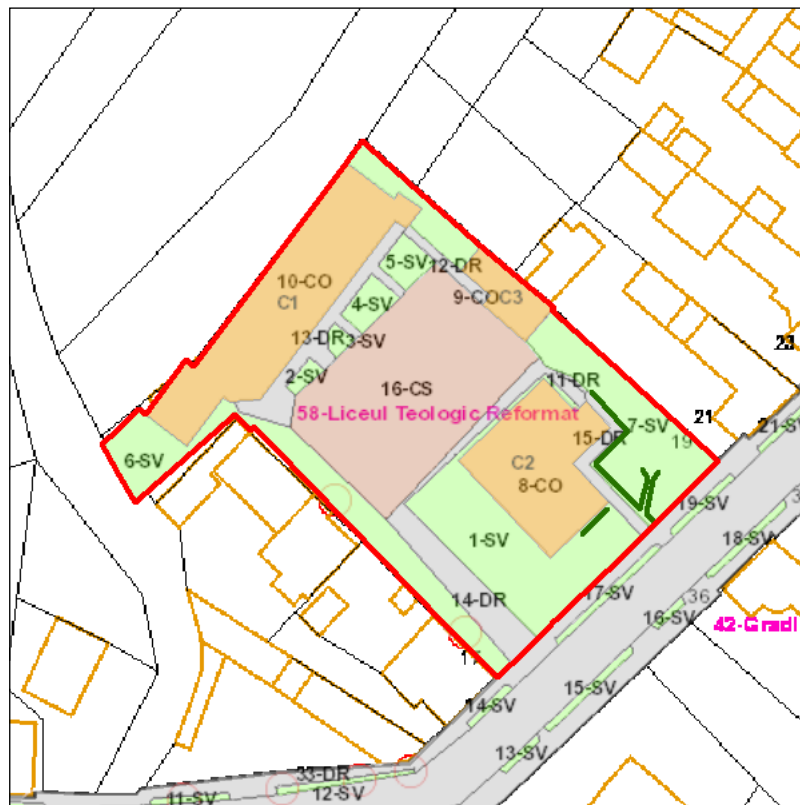 5-SV
12-DR
10-CO
C1
9-CO
C3
4-SV
13-DR
3-SV
23
2-SV
11-DR
16-CS
58-Liceul Teologic Reformat
21
7-SV
21-SV
15-DR
19
6-SV
C2
8-CO
19-SV
1-SV
18-SV
17-SV
36
14-DR
16-SV
42-Gradi
17
15-SV
14-SV
13-SV
33-DR
12-SV
11-SV